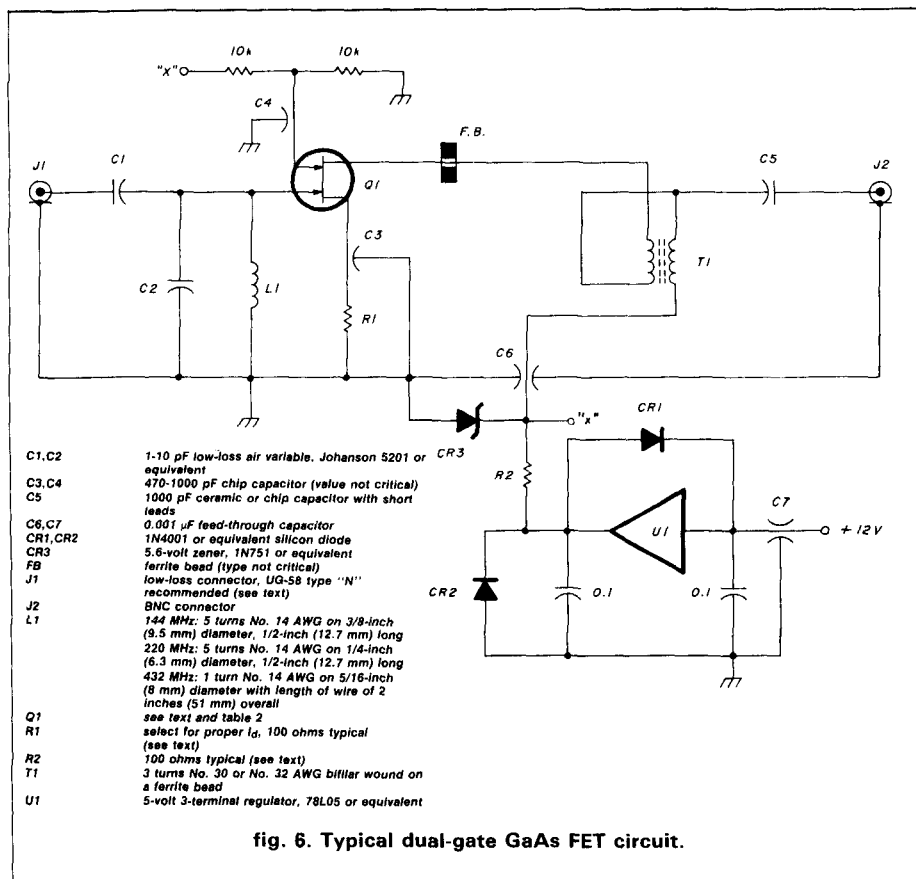 10k
10k
"x"
C4
F.B.
J1
C1
Q1
C5
J2
C3
T1
C2
L1
R1
C6
CR3
"x"
CR1
R2
C7
U1
+12V
CR2
0.1
0.1
C1,C2 1-10 pF low-loss air variable, Johanson 5201 or
equivalent
C3,C4 470-1000 pF chip capacitor (value not critical)
C5 1000 pF ceramic or chip capacitor with short
leads
C6,C7 0.001 µF feed-through capacitor
CR1,CR2 1N4001 or equivalent silicon diode
CR3 5.6-volt zener, 1N751 or equivalent
FB ferrite bead (type not critical)
J1 low-loss connector, UG-58 type "N"
recommended (see text)
J2 BNC connector
L1 144 MHz: 5 turns No. 14 AWG on 3/8-inch
(9.5 mm) diameter, 1/2-inch (12.7 mm) long
220 MHz: 5 turns No. 14 AWG on 1/4-inch
(6.3 mm) diameter, 1/2-inch (12.7 mm) long
432 MHz: 1 turn No. 14 AWG on 5/16-inch
(8 mm) diameter with length of wire of 2
inches (51 mm) overall
Q1 see text and table 2
R1 select for proper Id, 100 ohms typical
(see text)
R2 100 ohms typical (see text)
T1 3 turns No. 30 or No. 32 AWG bifilar wound on
a ferrite bead
U1 5-volt 3-terminal regulator, 78L05 or equivalent
fig. 6. Typical dual-gate GaAs FET circuit.